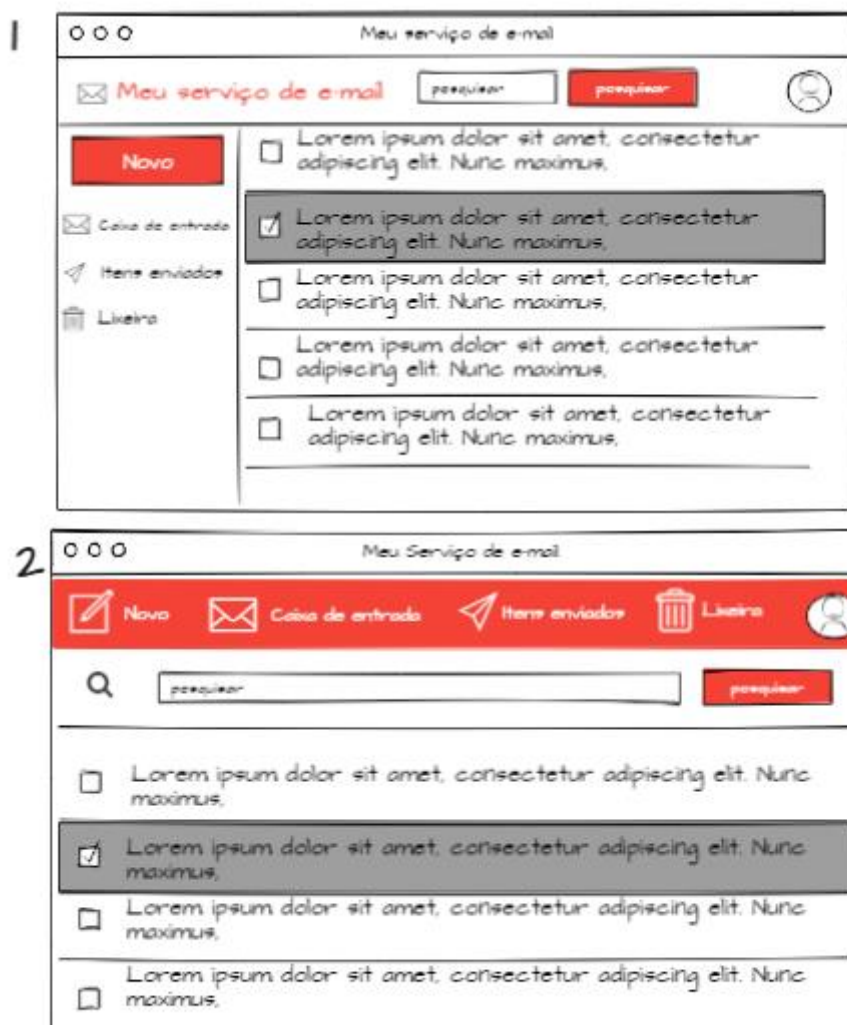 1
Meu serviço de e-mail
Meu serviço de e-mail
pesquisar
pesquisar
Novo
Caixa de entrada
Itens enviados
Lixeira
Lorem ipsum dolor sit amet, consectetur
adipiscing elit. Nunc maximus,
Lorem ipsum dolor sit amet, consectetur
adipiscing elit. Nunc maximus,
Lorem ipsum dolor sit amet, consectetur
adipiscing elit. Nunc maximus,
Lorem ipsum dolor sit amet, consectetur
adipiscing elit. Nunc maximus,
Lorem ipsum dolor sit amet, consectetur
adipiscing elit. Nunc maximus,
2
Meu Serviço de e-mail
Novo
Caixa de entrada
Itens enviados
Lixeira
pesquisar
pesquisar
Lorem ipsum dolor sit amet, consectetur adipiscing elit. Nunc
maximus,
Lorem ipsum dolor sit amet, consectetur adipiscing elit. Nunc
maximus,
Lorem ipsum dolor sit amet, consectetur adipiscing elit. Nunc
maximus,
Lorem ipsum dolor sit amet, consectetur adipiscing elit. Nunc
maximus,